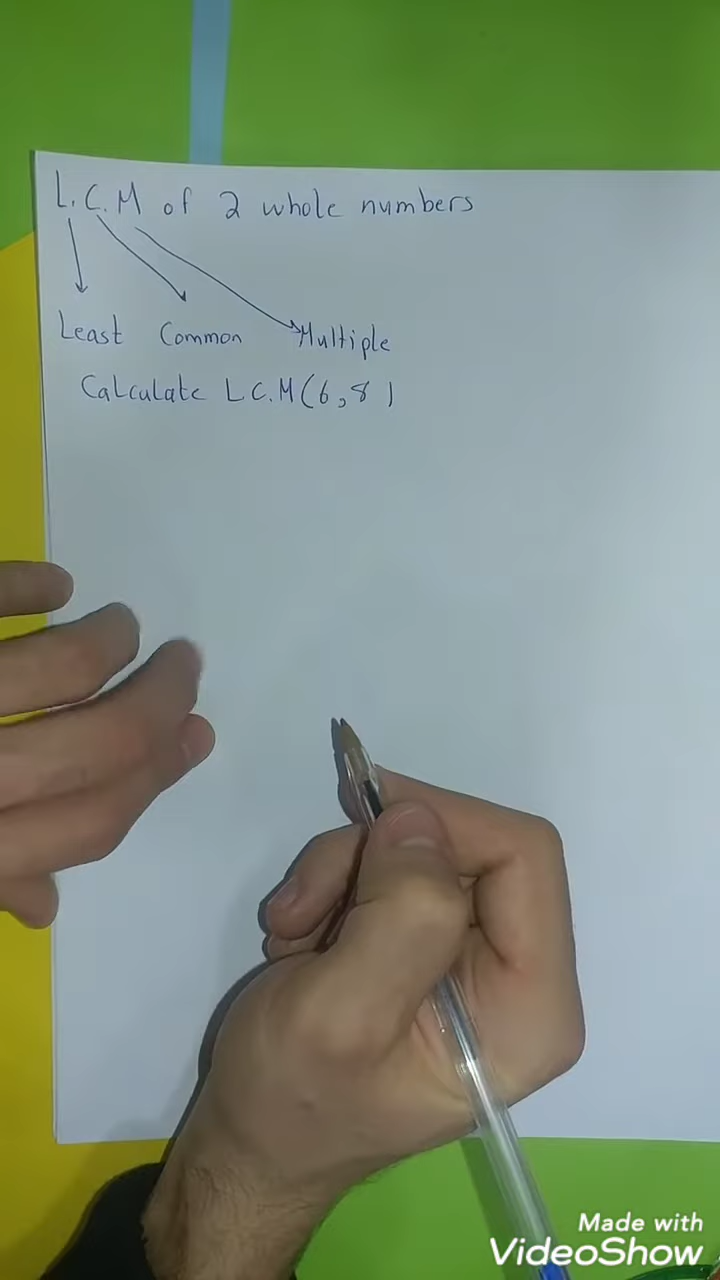 L.C.M of 2 whole numbers
Least Common Multiple
Calculate L C.M(6,8)
Made with
VideoShow